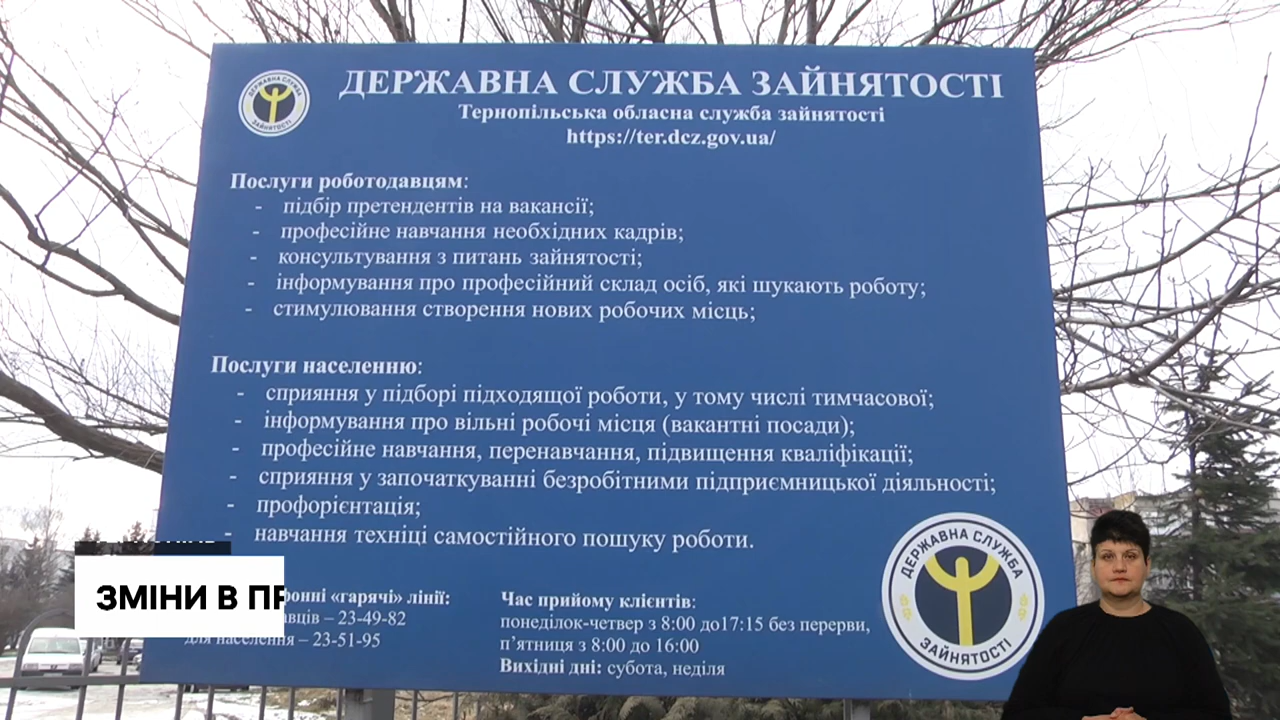 ДЕРЖАВНА СЛУЖБА ЗАЙНЯТОСТІ
Тернопільська обласна служба зайнятості
https://ter.dcz.gov.ua/
ДЕРЖАВНА СЛУЖБА
ЗАЙНЯТОСТІ
Послуги роботодавцям:
- підбір претендентів на вакансії;
- професійне навчання необхідних кадрів;
- консультування з питань зайнятості;
- інформування про професійний склад осіб, які шукають роботу;
- стимулювання створення нових робочих місць;
Послуги населенню:
- сприяння у підборі підходящої роботи, у тому числі тимчасової;
- інформування про вільні робочі місця (вакантні посади);
- професійне навчання, перенавчання, підвищення кваліфікації;
- сприяння у започаткуванні безробітними підприємницької діяльності;
- профорієнтація;
- навчання техніці самостійного пошуку роботи.
«гарячі» лінії:
– 23-49-82
для населення – 23-51-95
Час прийому клієнтів:
понеділок-четвер з 8:00 до17:15 без перерви,
п’ятниця з 8:00 до 16:00
Вихідні дні: субота, неділя
ДЕРЖАВНА СЛУЖБА
ЗАЙНЯТОСТІ
ЗМІНИ В